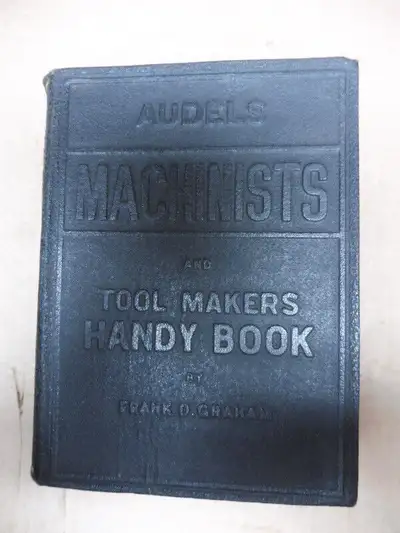 AUDELS
MACHINISTS
AND
TOOL MAKERS
HANDY BOOK
BY
FRANK D. GRAHAM